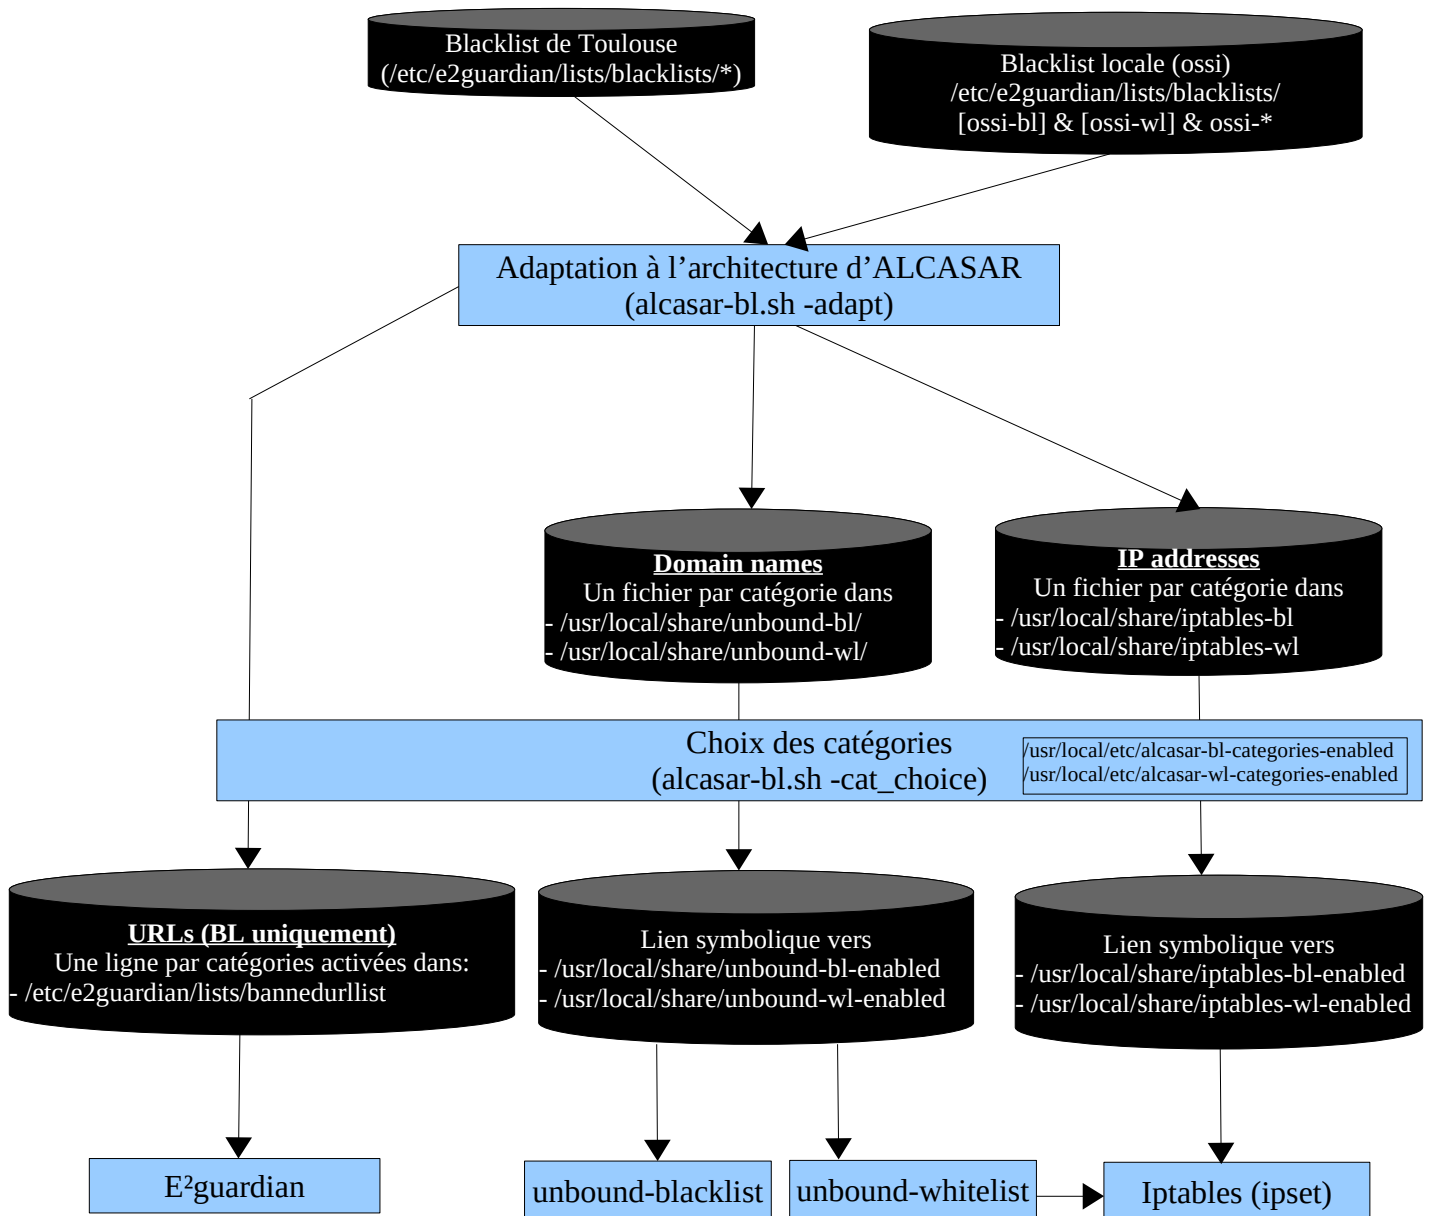 Blacklist de Toulouse
(/etc/e2guardian/lists/blacklists/*)
Blacklist locale (ossi)
/etc/e2guardian/lists/blacklists/
[ossi-bl] & [ossi-wl] & ossi-*
Adaptation à l’architecture d’ALCASAR
(alcasar-bl.sh -adapt)
Domain names
Un fichier par catégorie dans
- /usr/local/share/unbound-bl/
- /usr/local/share/unbound-wl/
IP addresses
Un fichier par catégorie dans
- /usr/local/share/iptables-bl
- /usr/local/share/iptables-wl
Choix des catégories
(alcasar-bl.sh -cat_choice)
/usr/local/etc/alcasar-bl-categories-enabled
/usr/local/etc/alcasar-wl-categories-enabled
URLs (BL uniquement)
Une ligne par catégories activées dans:
- /etc/e2guardian/lists/bannedurllist
Lien symbolique vers
- /usr/local/share/unbound-bl-enabled
- /usr/local/share/unbound-wl-enabled
Lien symbolique vers
- /usr/local/share/iptables-bl-enabled
- /usr/local/share/iptables-wl-enabled
E²guardian
unbound-blacklist
unbound-whitelist
Iptables (ipset)